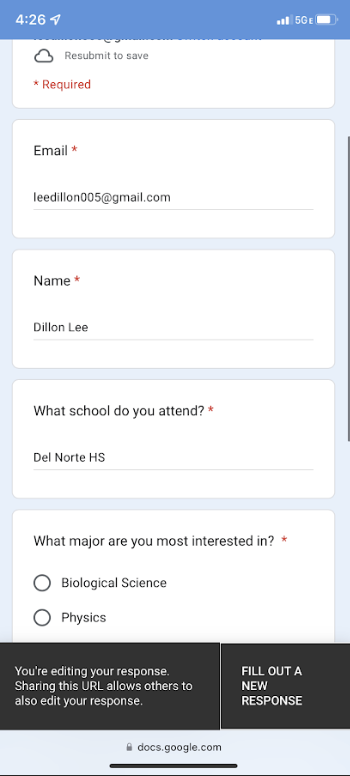 4:26
5GE
Resubmit to save
* Required
Email *
leedillon005@gmail.com
Name *
Dillon Lee
What school do you attend? *
Del Norte HS
What major are you most interested in? *
Biological Science
Physics
You're editing your response.
Sharing this URL allows others to
also edit your response.
FILL OUT A
NEW
RESPONSE
docs.google.com